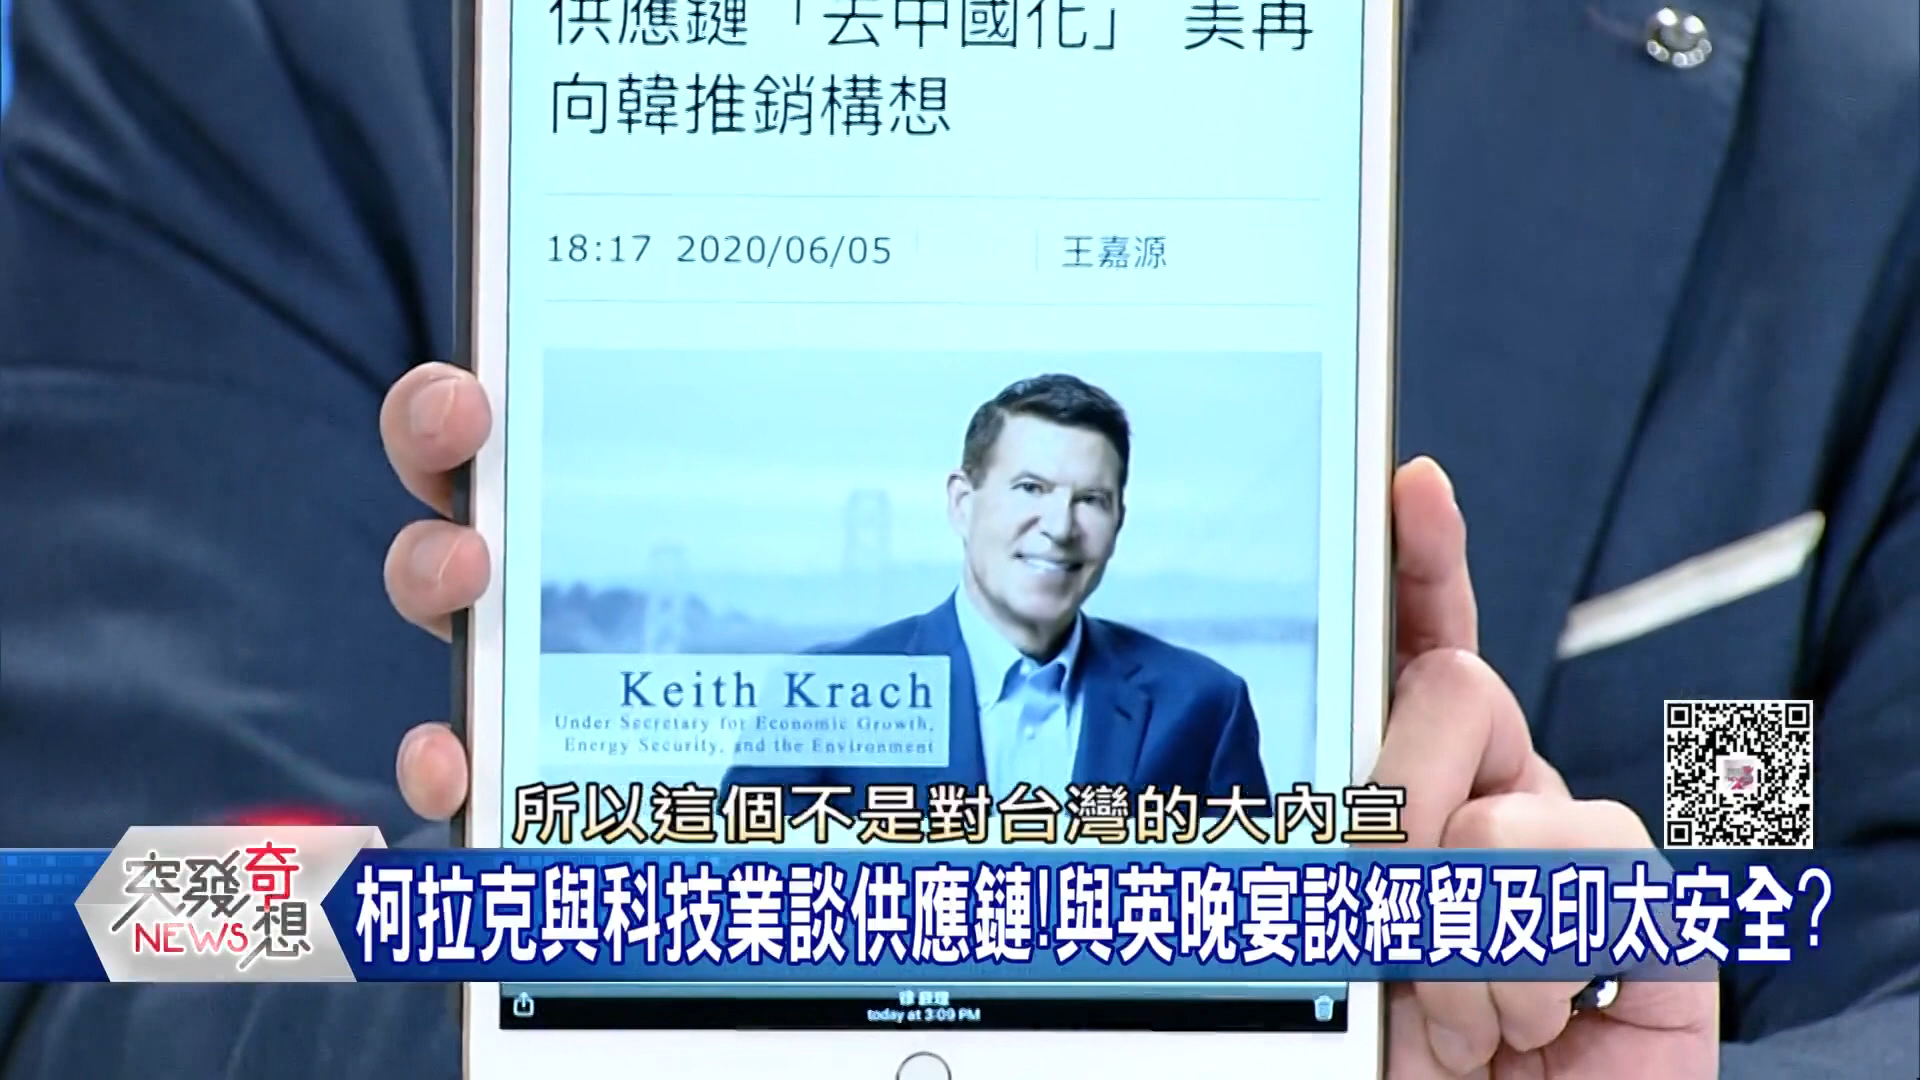 供應鏈「去中國化」 美再
向韓推銷構想
18:17 2020/06/05
王嘉源
Keith Krach
Under Secretary for Economic Growth,
Energy Security, and the Environment
所以這個不是對台灣的大內宣
突發奇想
NEWS
柯拉克與科技業談供應鏈!與英晚宴談經貿及印太安全?
today at 3:09 PM